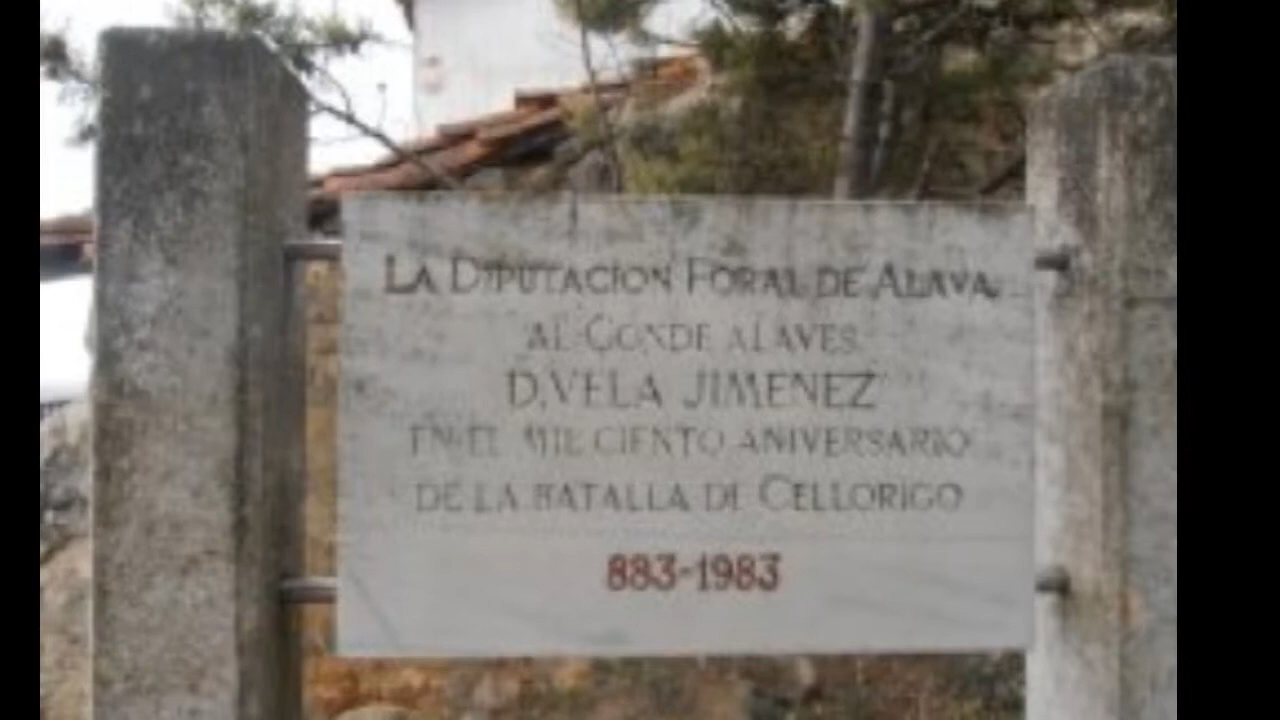 LA DIPUTACION FORAL DE ALAVA.
AL CONDE ALAVES
D. VELA JIMENEZ
EN EL MIL CIENTO ANIVERSARIO
DE LA BATALLA DE CELLORIGO
883-1983